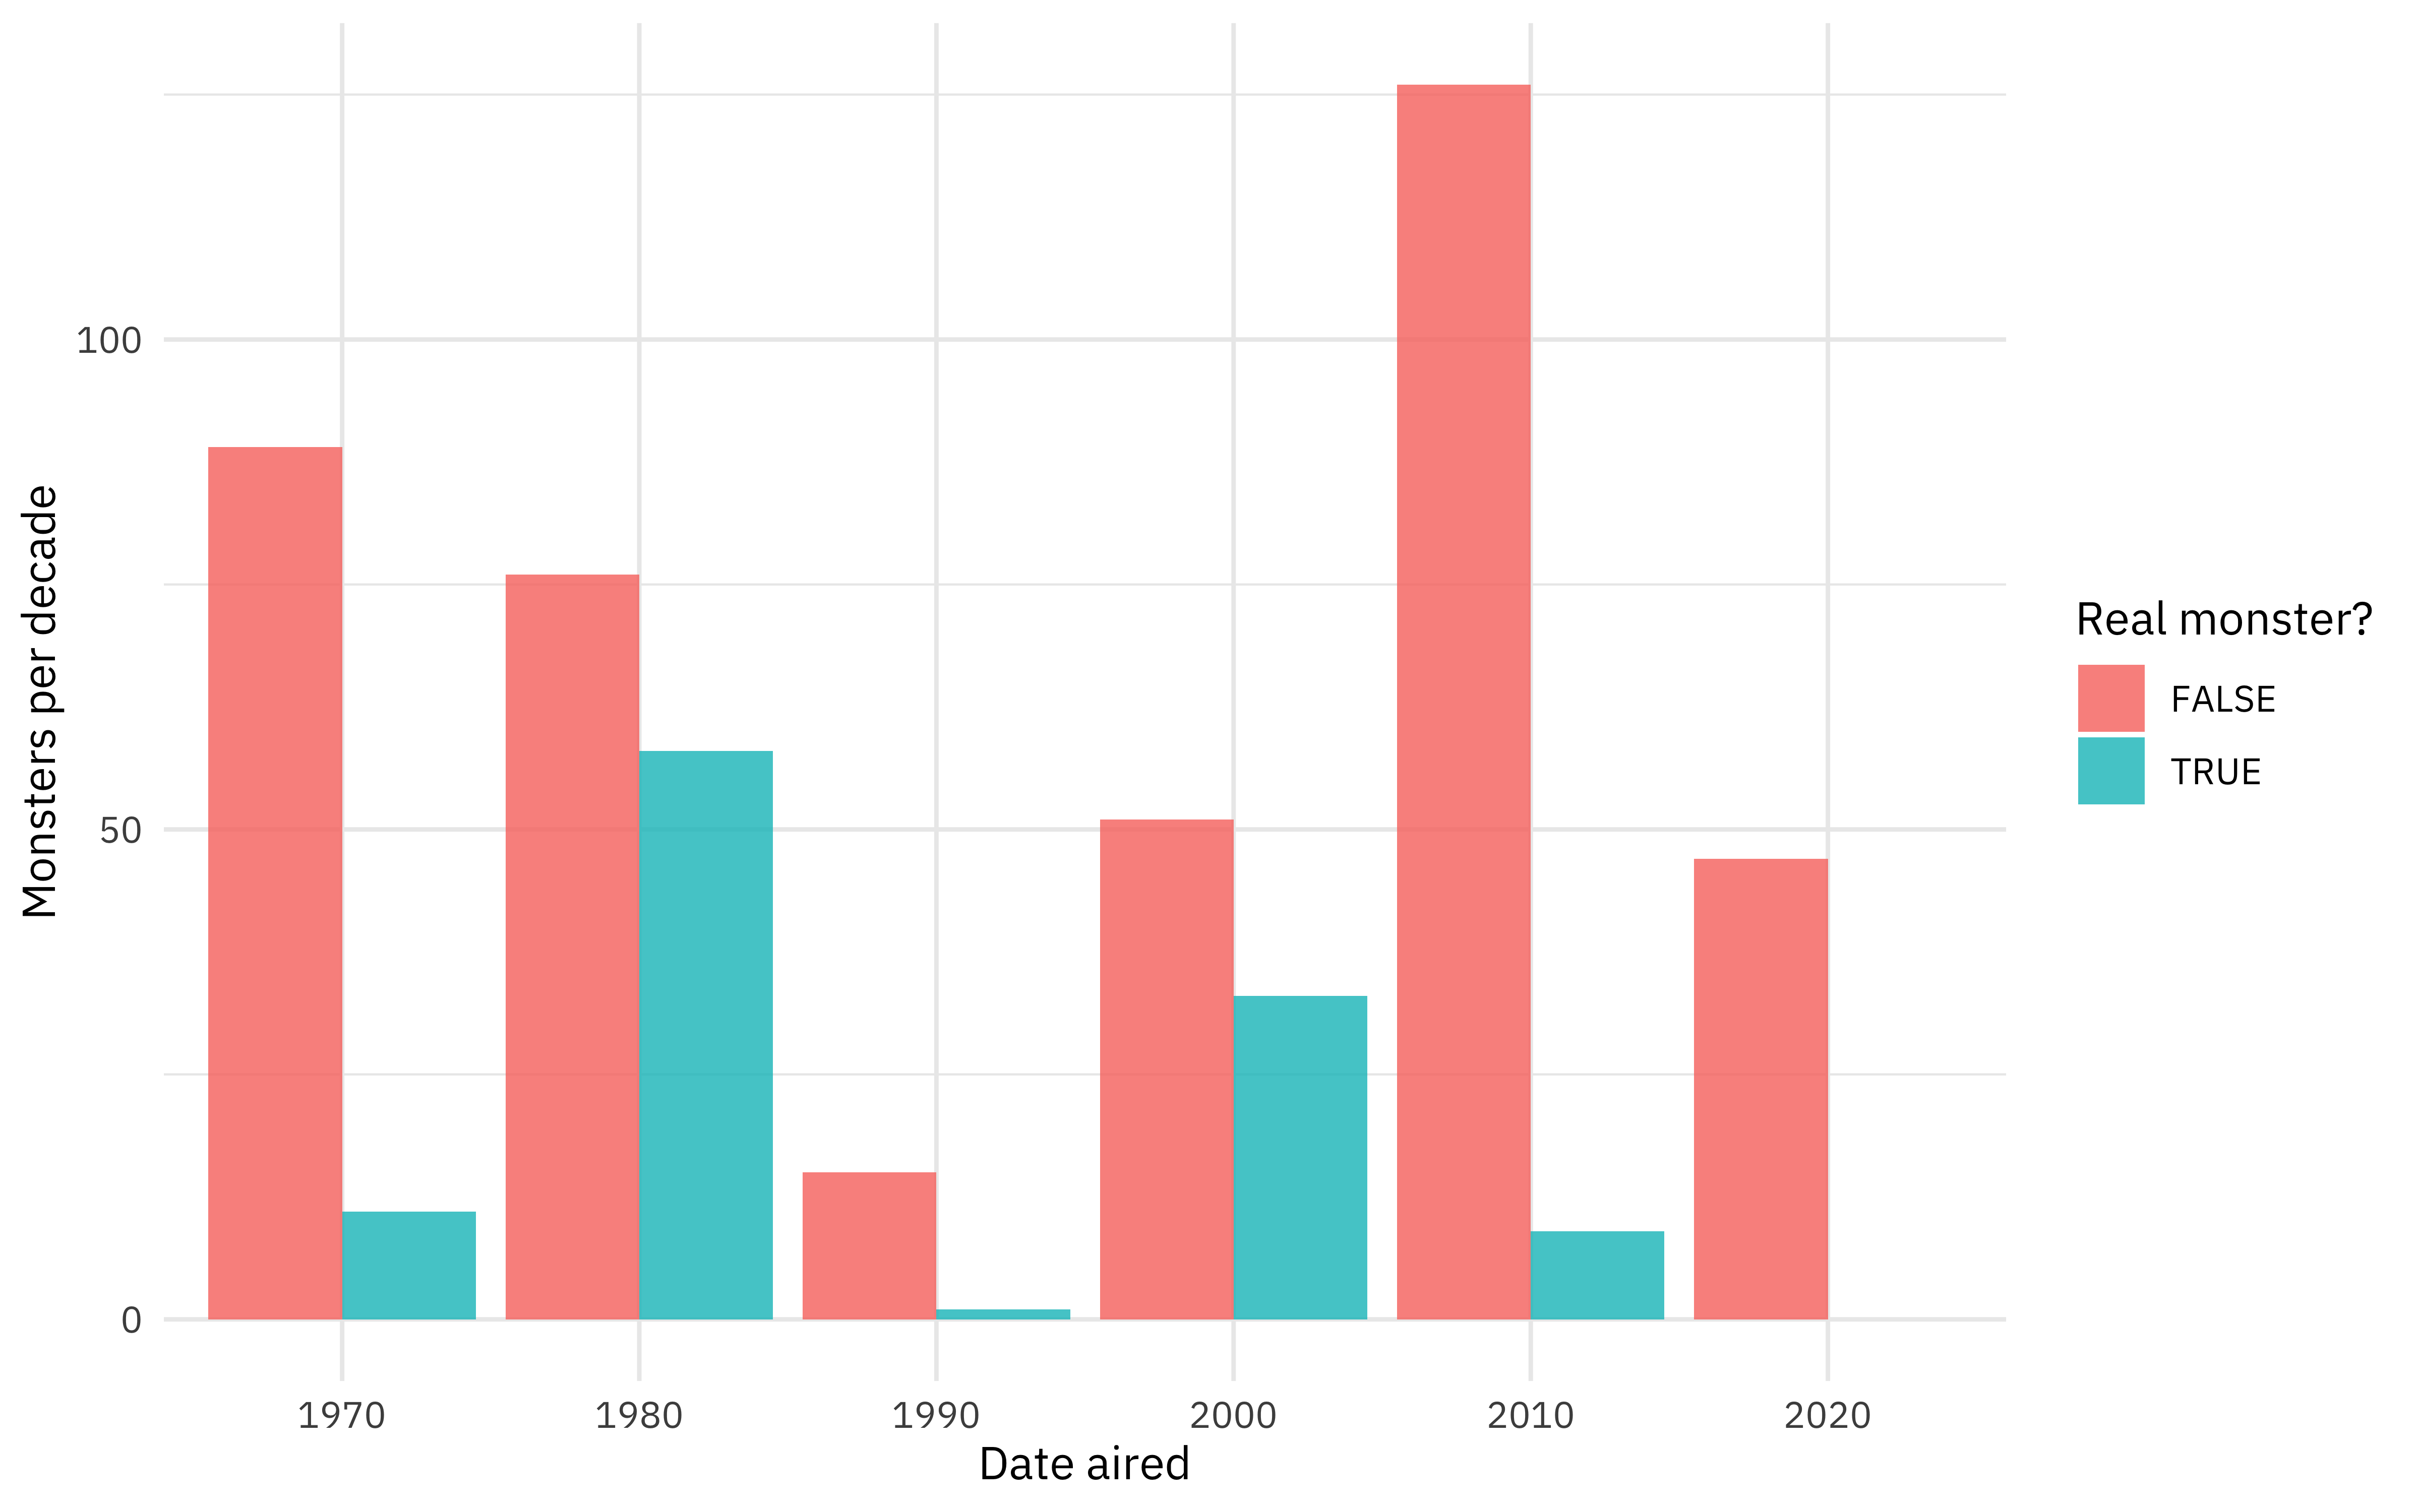 Monsters per decade
100
50
0
1970 1980 1990 2000 2010 2020
Date aired
Real monster?
FALSE
TRUE